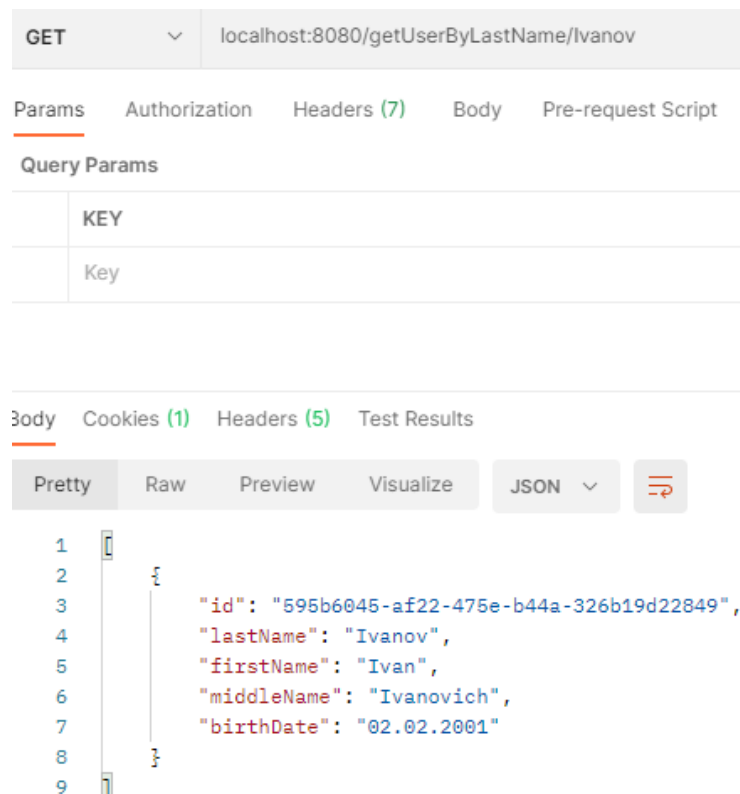 GET localhost:8080/getUserByLastName/Ivanov
Params Authorization Headers (7) Body Pre-request Script
Query Params
KEY
Key
Body Cookies (1) Headers (5) Test Results
Pretty Raw Preview Visualize JSON
1 [
2 {
3 "id": "595b6045-af22-475e-b44a-326b19d22849",
4 "lastName": "Ivanov",
5 "firstName": "Ivan",
6 "middleName": "Ivanovich",
7 "birthDate": "02.02.2001"
8 }
9 ]